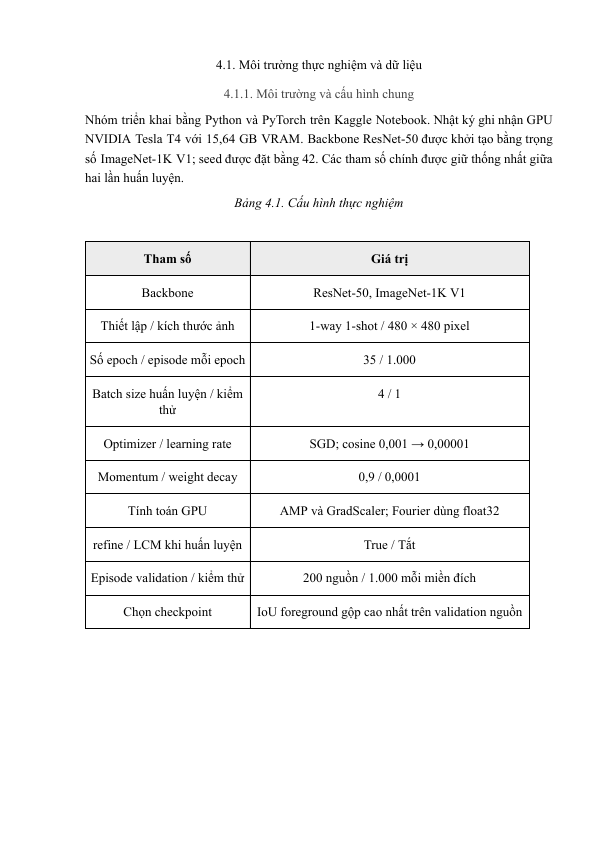 4.1. Môi trường thực nghiệm và dữ liệu
4.1.1. Môi trường và cấu hình chung
Nhóm triển khai bằng Python và PyTorch trên Kaggle Notebook. Nhật ký ghi nhận GPU
NVIDIA Tesla T4 với 15,64 GB VRAM. Backbone ResNet-50 được khởi tạo bằng trọng
số ImageNet-1K V1; seed được đặt bằng 42. Các tham số chính được giữ thống nhất giữa
hai lần huấn luyện.
Bảng 4.1. Cấu hình thực nghiệm
Tham số Giá trị
Backbone ResNet-50, ImageNet-1K V1
Thiết lập / kích thước ảnh 1-way 1-shot / 480 × 480 pixel
Số epoch / episode mỗi epoch 35 / 1.000
Batch size huấn luyện / kiểm 4 / 1
thử
Optimizer / learning rate SGD; cosine 0,001 → 0,00001
Momentum / weight decay 0,9 / 0,0001
Tính toán GPU AMP và GradScaler; Fourier dùng float32
refine / LCM khi huấn luyện True / Tắt
Episode validation / kiểm thử 200 nguồn / 1.000 mỗi miền đích
Chọn checkpoint IoU foreground gộp cao nhất trên validation nguồn